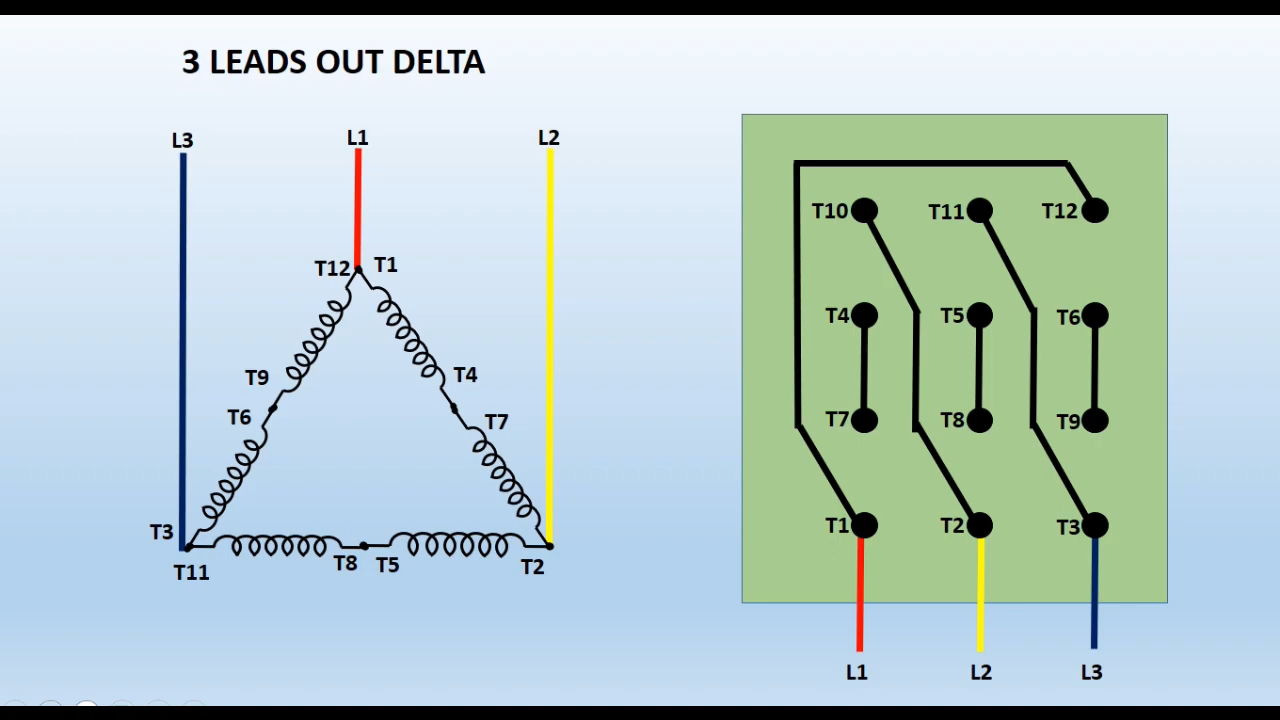 3 LEADS OUT DELTA
L3 L1 L2
T12 T1
T9 T4
T6 T7
T3
T11 T8 T5 T2
T10 T11 T12
T4 T5 T6
T7 T8 T9
T1 T2 T3
L1 L2 L3